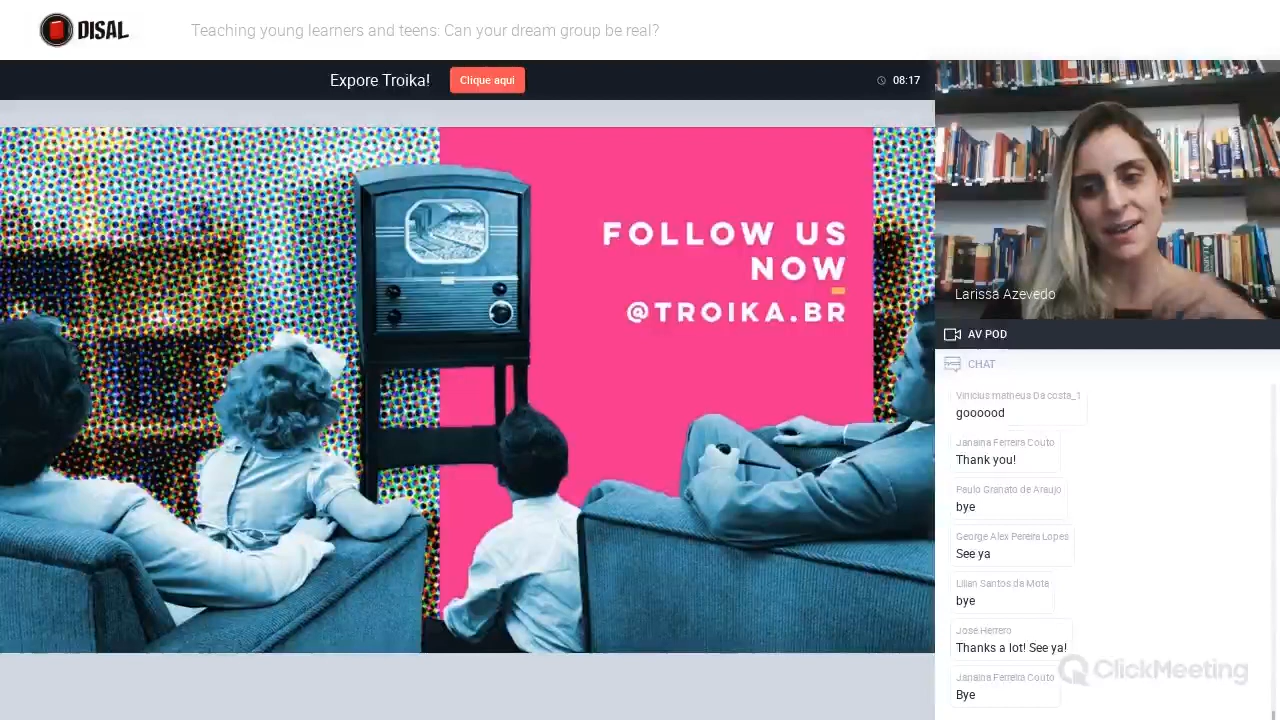 DISAL
Teaching young learners and teens: Can your dream group be real?
Expore Troika!
Clique aqui
08:17
FOLLOW US
NOW
@TROIKA.BR
Larissa Azevedo
AV POD
CHAT
Vinicius matheus Da costa_1
goooood
Janaina Ferreira Couto
Thank you!
Paulo Granato de Araujo
bye
George Alex Pereira Lopes
See ya
Lilian Santos da Mota
bye
Jose Herrero
Thanks a lot! See ya!
Janaina Ferreira Couto
Bye
ClickMeeting